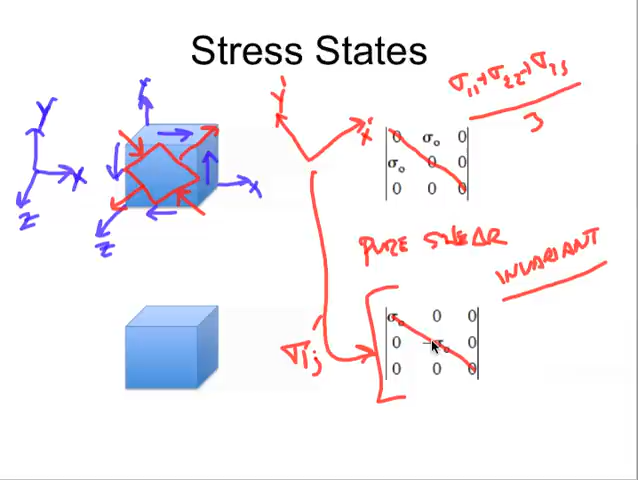 Stress States
σ11+σ22+σ33
3
Y
X
Z
Y
X
Z
Y'
X'
0 σo 0
σo 0 0
0 0 0
PURE SHEAR
INVARIANT
σ'ij
σo 0 0
0 -σo 0
0 0 0